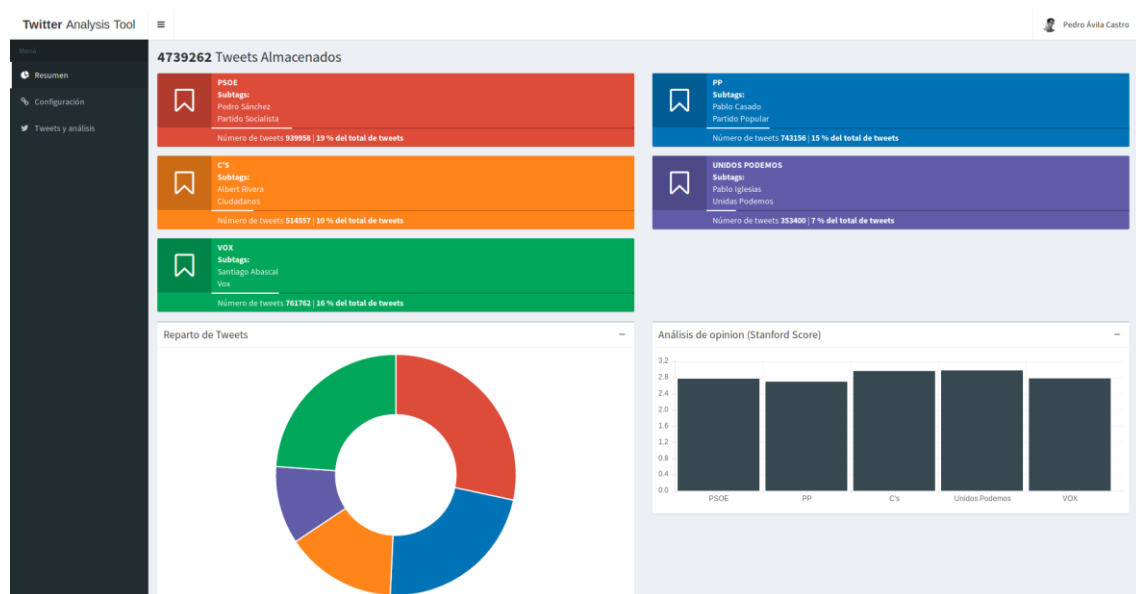 Twitter Analysis Tool
Pedro Ávila Castro
Menú
Resumen
Configuración
Tweets y análisis
4739262 Tweets Almacenados
PSOE
Subtags:
Pedro Sánchez
Partido Socialista
Número de tweets 939958 | 19 % del total de tweets
PP
Subtags:
Pablo Casado
Partido Popular
Número de tweets 743156 | 15 % del total de tweets
C'S
Subtags:
Albert Rivera
Ciudadanos
Número de tweets 514557 | 10 % del total de tweets
UNIDOS PODEMOS
Subtags:
Pablo Iglesias
Unidas Podemos
Número de tweets 353400 | 7 % del total de tweets
VOX
Subtags:
Santiago Abascal
Vox
Número de tweets 761762 | 16 % del total de tweets
Reparto de Tweets
Análisis de opinion (Stanford Score)
3.2
2.8
2.4
2.0
1.6
1.2
0.8
0.4
0.0
PSOE PP C's Unidos Podemos VOX